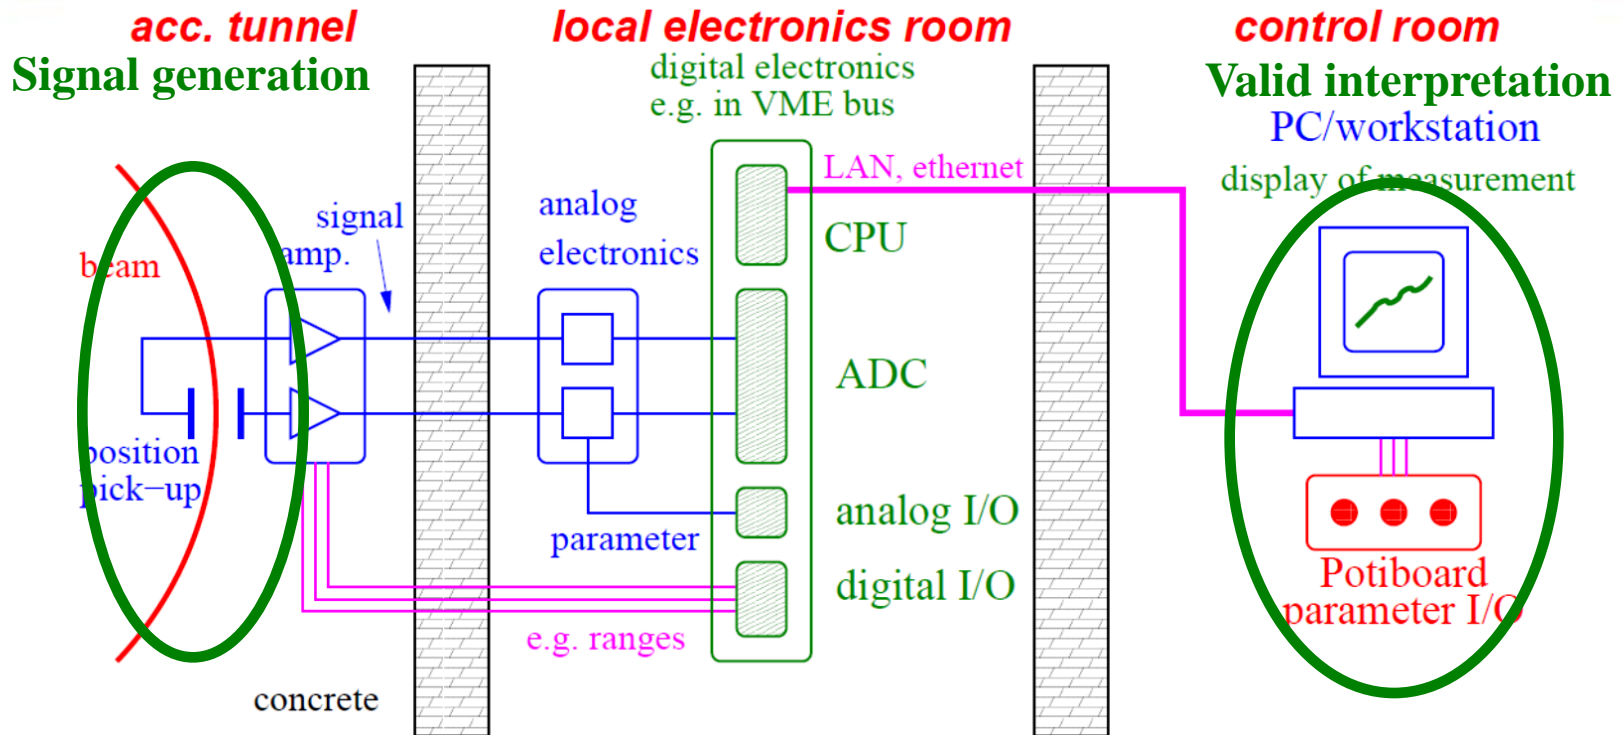 acc. tunnel
local electronics room
control room
Signal generation
digital electronics
e.g. in VME bus
Valid interpretation
PC/workstation
LAN, ethernet
display of measurement
signal
amp.
analog
electronics
CPU
beam
ADC
position
pick−up
analog I/O
parameter
digital I/O
Potiboard
parameter I/O
e.g. ranges
concrete